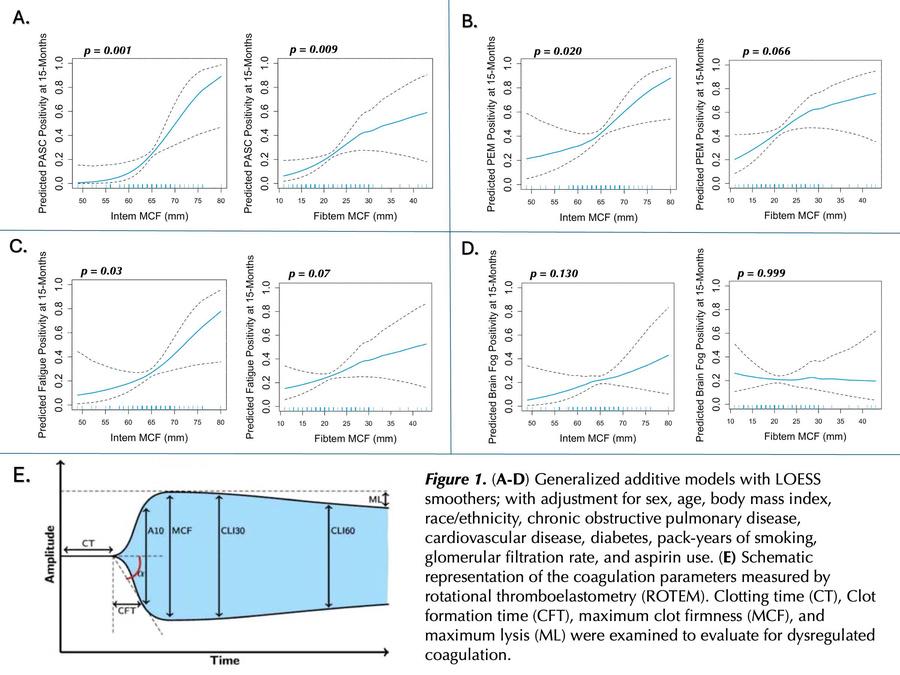 A.
p = 0.001
Predicted PASC Positivity at 15-Months
0.0 0.2 0.4 0.6 0.8 1.0
50 55 60 65 70 75 80
Intem MCF (mm)
p = 0.009
Predicted PASC Positivity at 15-Months
0.0 0.2 0.4 0.6 0.8 1.0
10 15 20 25 30 35 40
Fibtem MCF (mm)
B.
p = 0.020
Predicted PEM Positivity at 15-Months
0.0 0.2 0.4 0.6 0.8 1.0
50 55 60 65 70 75 80
Intem MCF (mm)
p = 0.066
Predicted PEM Positivity at 15-Months
0.0 0.2 0.4 0.6 0.8 1.0
10 15 20 25 30 35 40
Fibtem MCF (mm)
C.
p = 0.03
Predicted Fatigue Positivity at 15-Months
0.0 0.2 0.4 0.6 0.8 1.0
50 55 60 65 70 75 80
Intem MCF (mm)
p = 0.07
Predicted Fatigue Positivity at 15-Months
0.0 0.2 0.4 0.6 0.8 1.0
10 15 20 25 30 35 40
Fibtem MCF (mm)
D.
p = 0.130
Predicted Brain Fog Positivity at 15-Months
0.0 0.2 0.4 0.6 0.8 1.0
50 55 60 65 70 75 80
Intem MCF (mm)
p = 0.999
Predicted Brain Fog Positivity at 15-Months
0.0 0.2 0.4 0.6 0.8 1.0
10 15 20 25 30 35 40
Fibtem MCF (mm)
E.
Amplitude
CT
α
CFT
A10
MCF
CLI30
CLI60
ML
Time
Figure 1. (A-D) Generalized additive models with LOESS
smoothers; with adjustment for sex, age, body mass index,
race/ethnicity, chronic obstructive pulmonary disease,
cardiovascular disease, diabetes, pack-years of smoking,
glomerular filtration rate, and aspirin use. (E) Schematic
representation of the coagulation parameters measured by
rotational thromboelastometry (ROTEM). Clotting time (CT), Clot
formation time (CFT), maximum clot firmness (MCF), and
maximum lysis (ML) were examined to evaluate for dysregulated
coagulation.